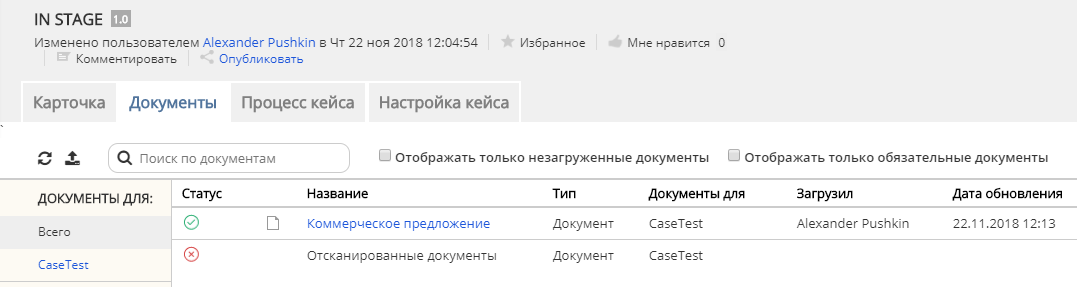 IN STAGE 1.0
Изменено пользователем Alexander Pushkin в Чт 22 ноя 2018 12:04:54 Избранное Мне нравится 0
Комментировать Опубликовать
Карточка Документы Процесс кейса Настройка кейса
`
Поиск по документам Отображать только незагруженные документы Отображать только обязательные документы
ДОКУМЕНТЫ ДЛЯ: Статус Название Тип Документы для Загрузил Дата обновления
Всего Коммерческое предложение Документ CaseTest Alexander Pushkin 22.11.2018 12:13
CaseTest Отсканированные документы Документ CaseTest